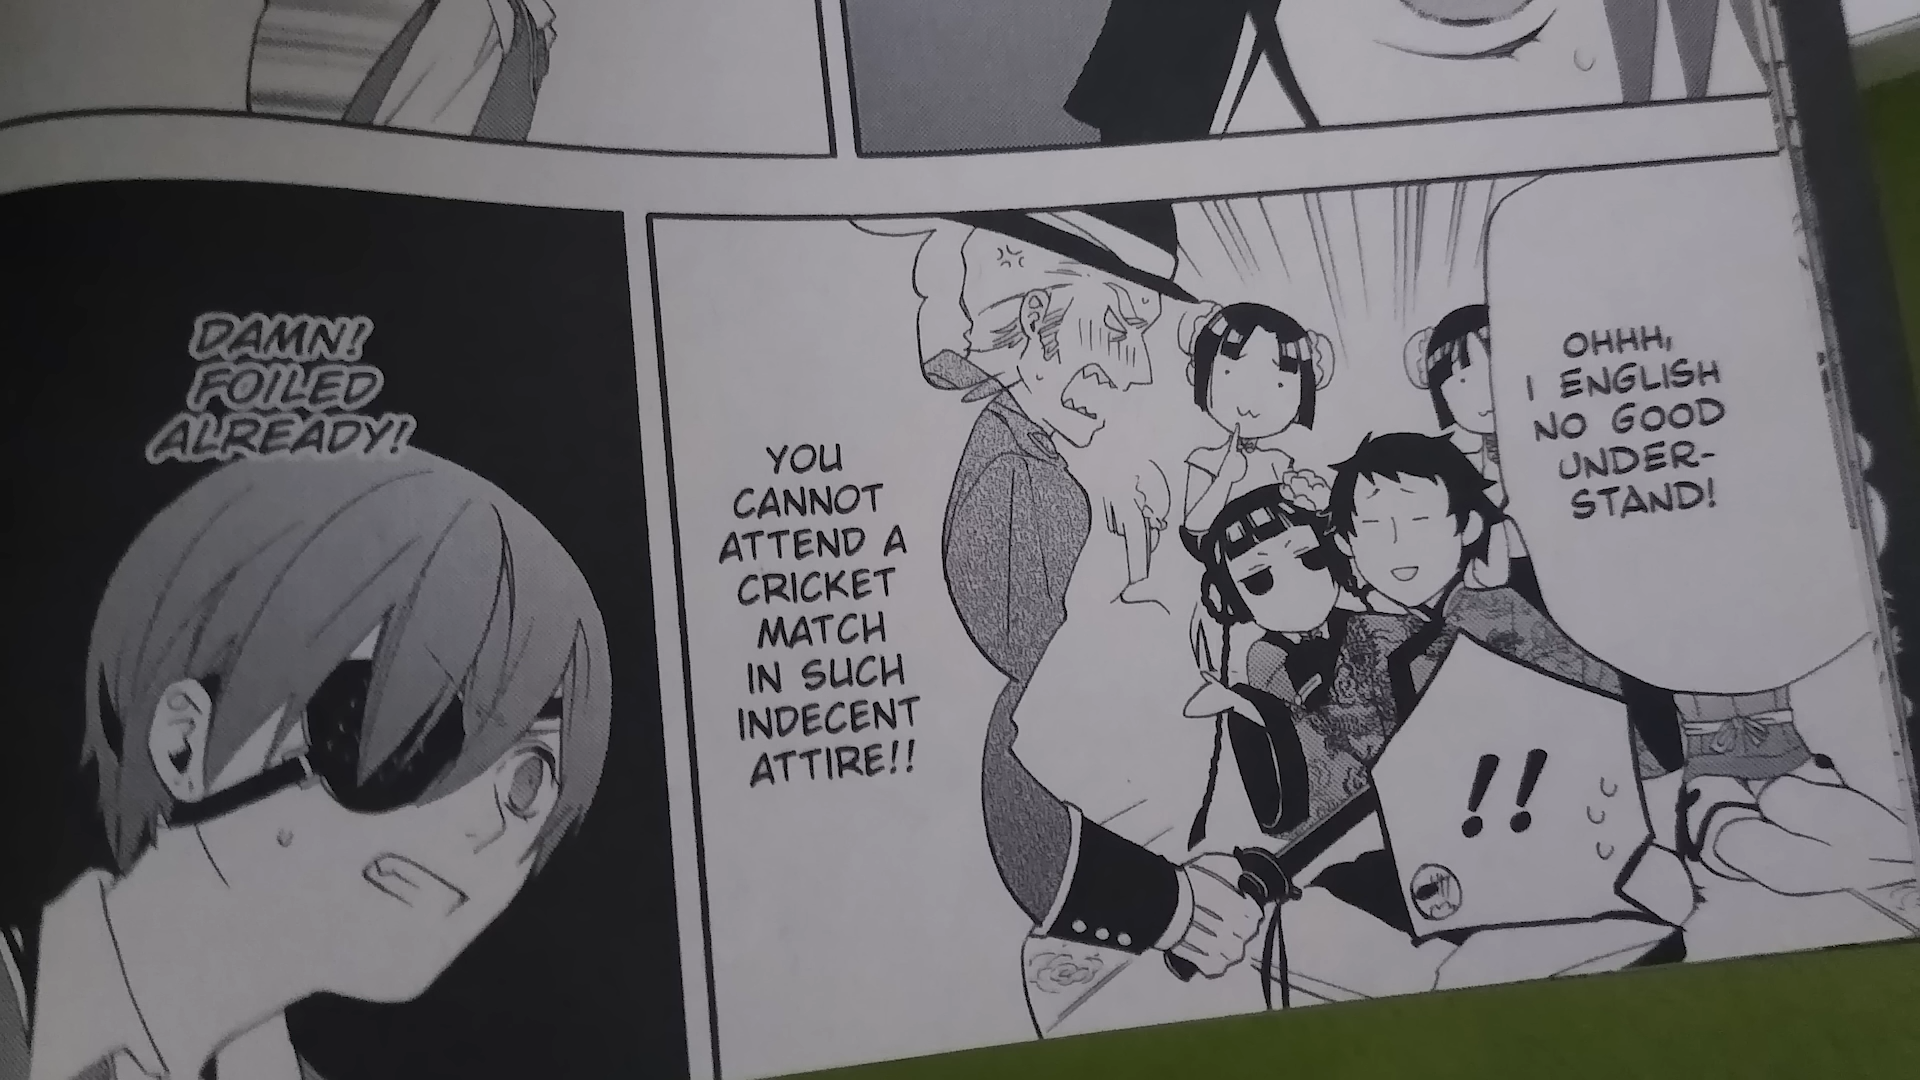 OHHH,
I ENGLISH
NO GOOD
UNDER-
STAND!
!!
YOU
CANNOT
ATTEND A
CRICKET
MATCH
IN SUCH
INDECENT
ATTIRE!!
DAMN!
FOILED
ALREADY!